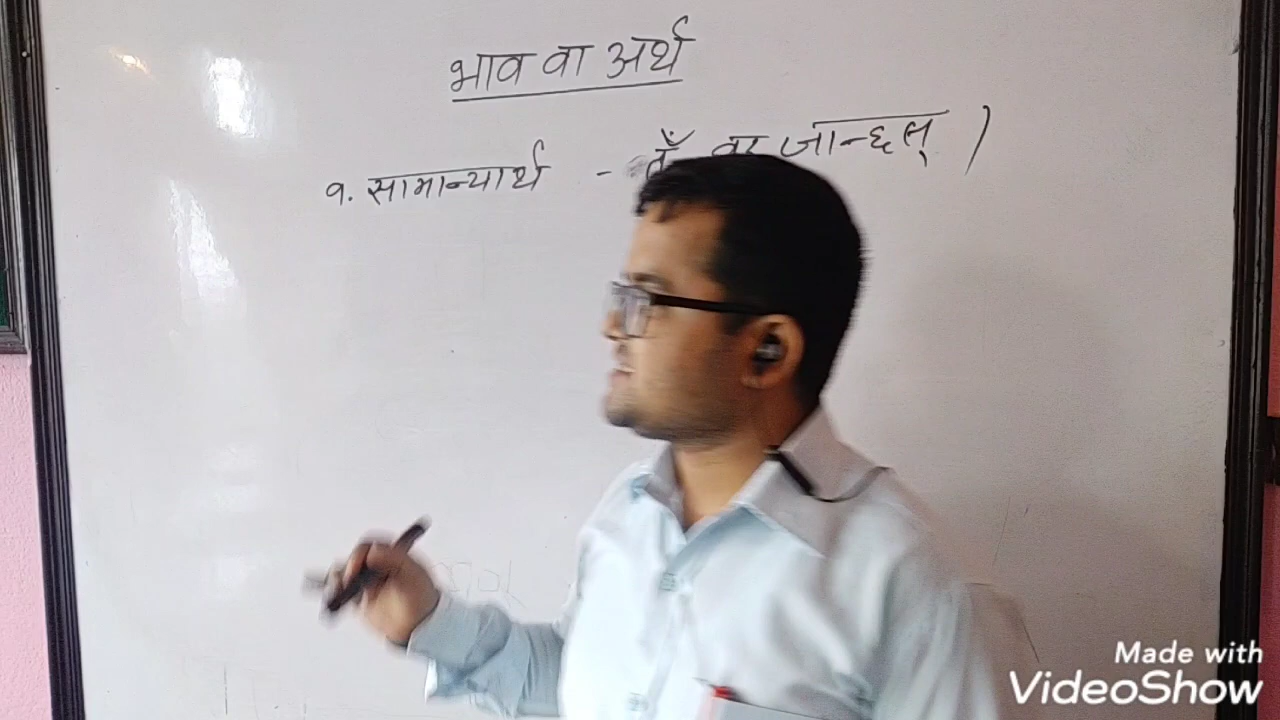 भाव वा अर्थ
१. सामान्यार्थ - तँ जान्छस् ।
Made with
VideoShow